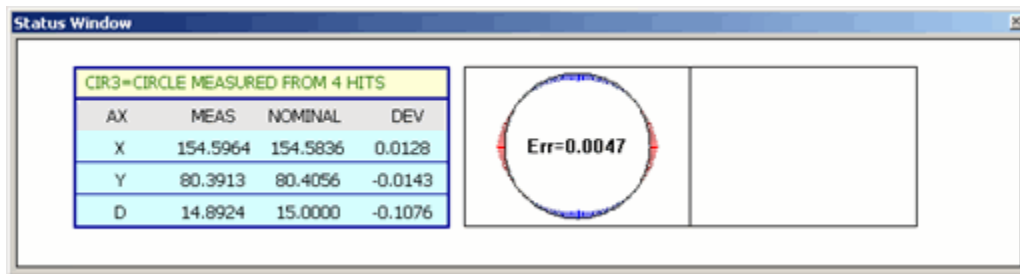 Status Window
CIR3=CIRCLE MEASURED FROM 4 HITS
AX MEAS NOMINAL DEV
X 154.5964 154.5836 0.0128
Y 80.3913 80.4056 -0.0143
D 14.8924 15.0000 -0.1076
Err=0.0047